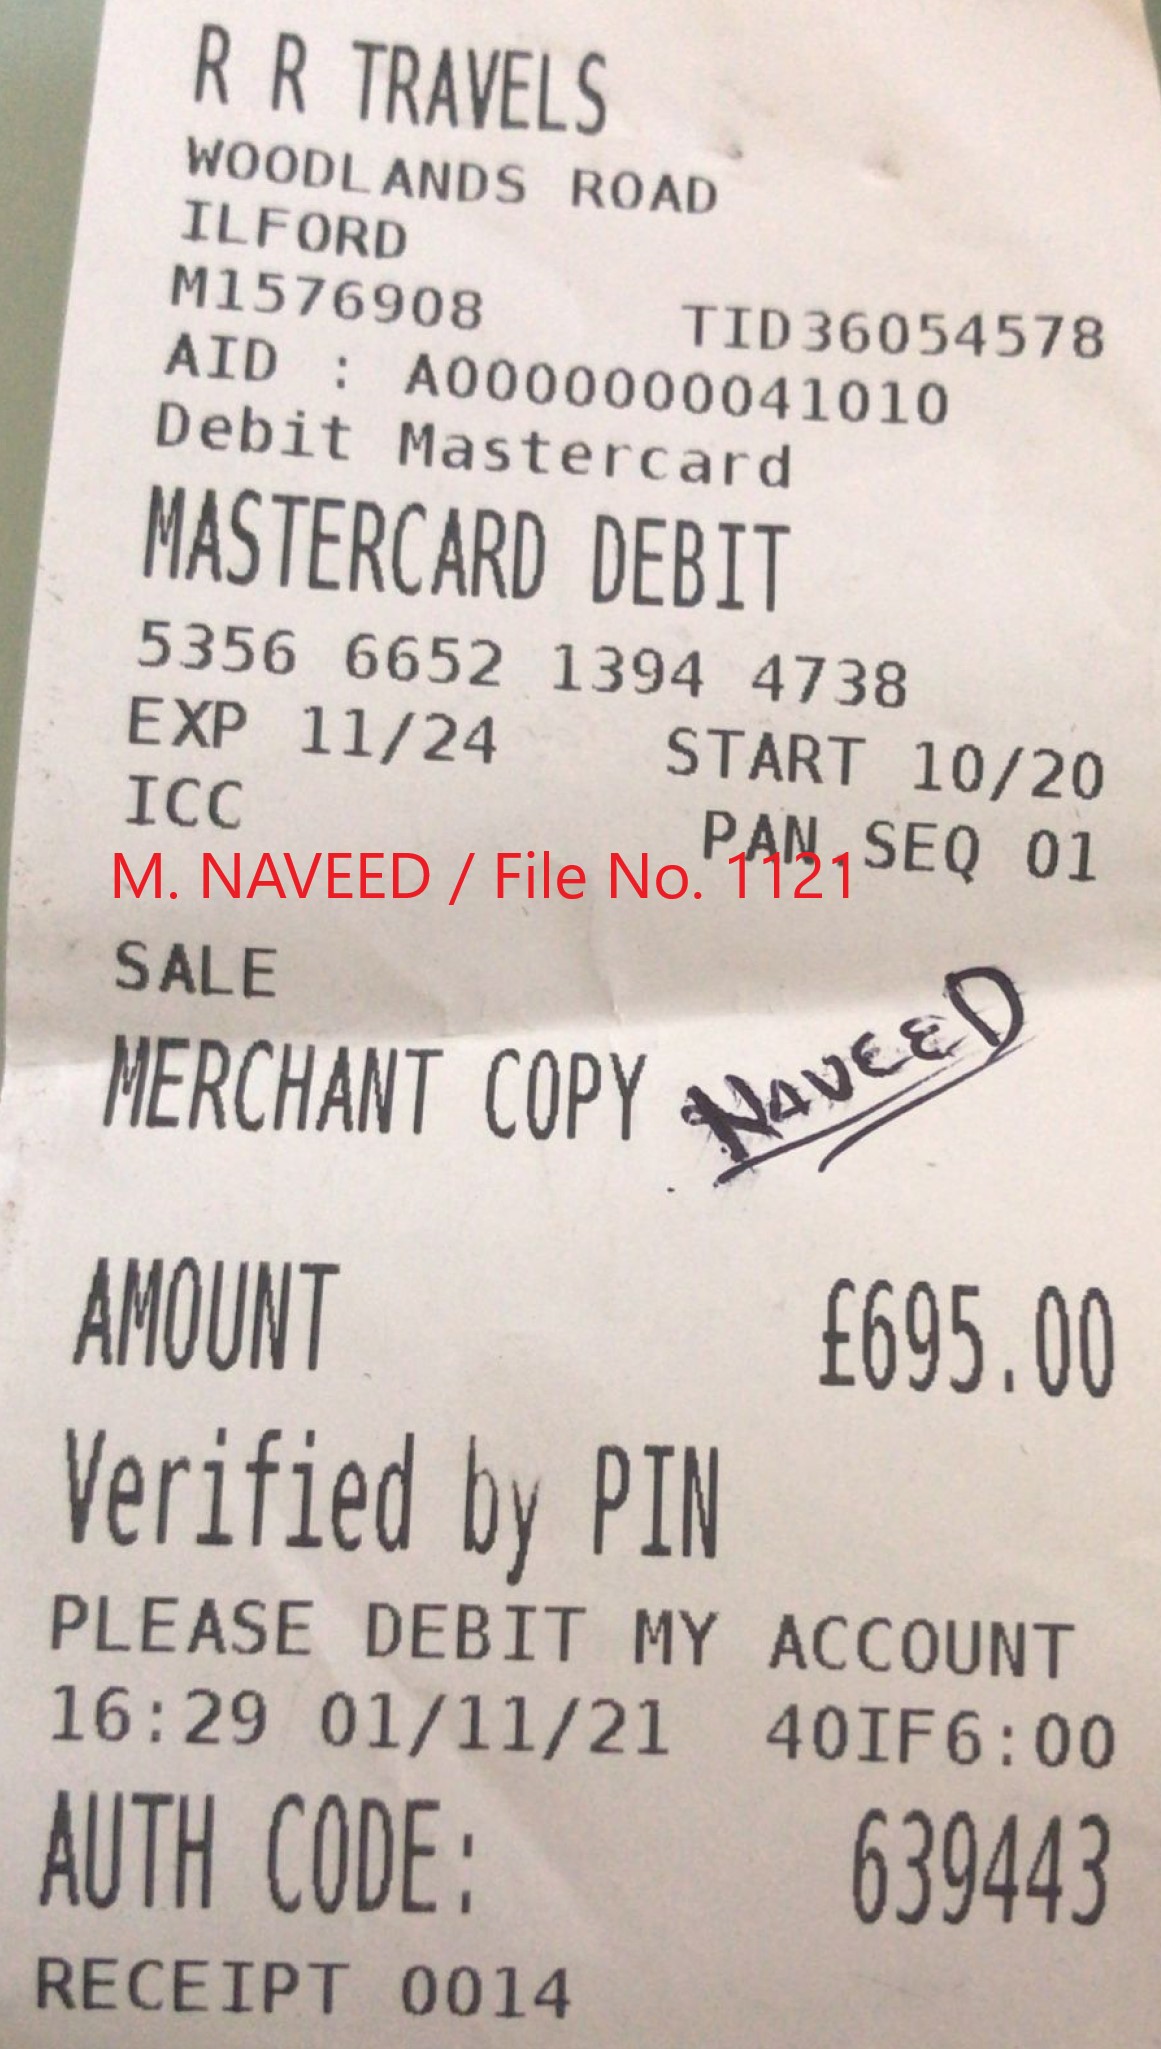 R R TRAVELS
WOODLANDS ROAD
ILFORD
M1576908 TID36054578
AID : A0000000041010
Debit Mastercard
MASTERCARD DEBIT
5356 6652 1394 4738
EXP 11/24 START 10/20
ICC PAN SEQ 01
M. NAVEED / File No. 1121
SALE
MERCHANT COPY NAVEED
AMOUNT £695.00
Verified by PIN
PLEASE DEBIT MY ACCOUNT
16:29 01/11/21 40IF6:00
AUTH CODE: 639443
RECEIPT 0014